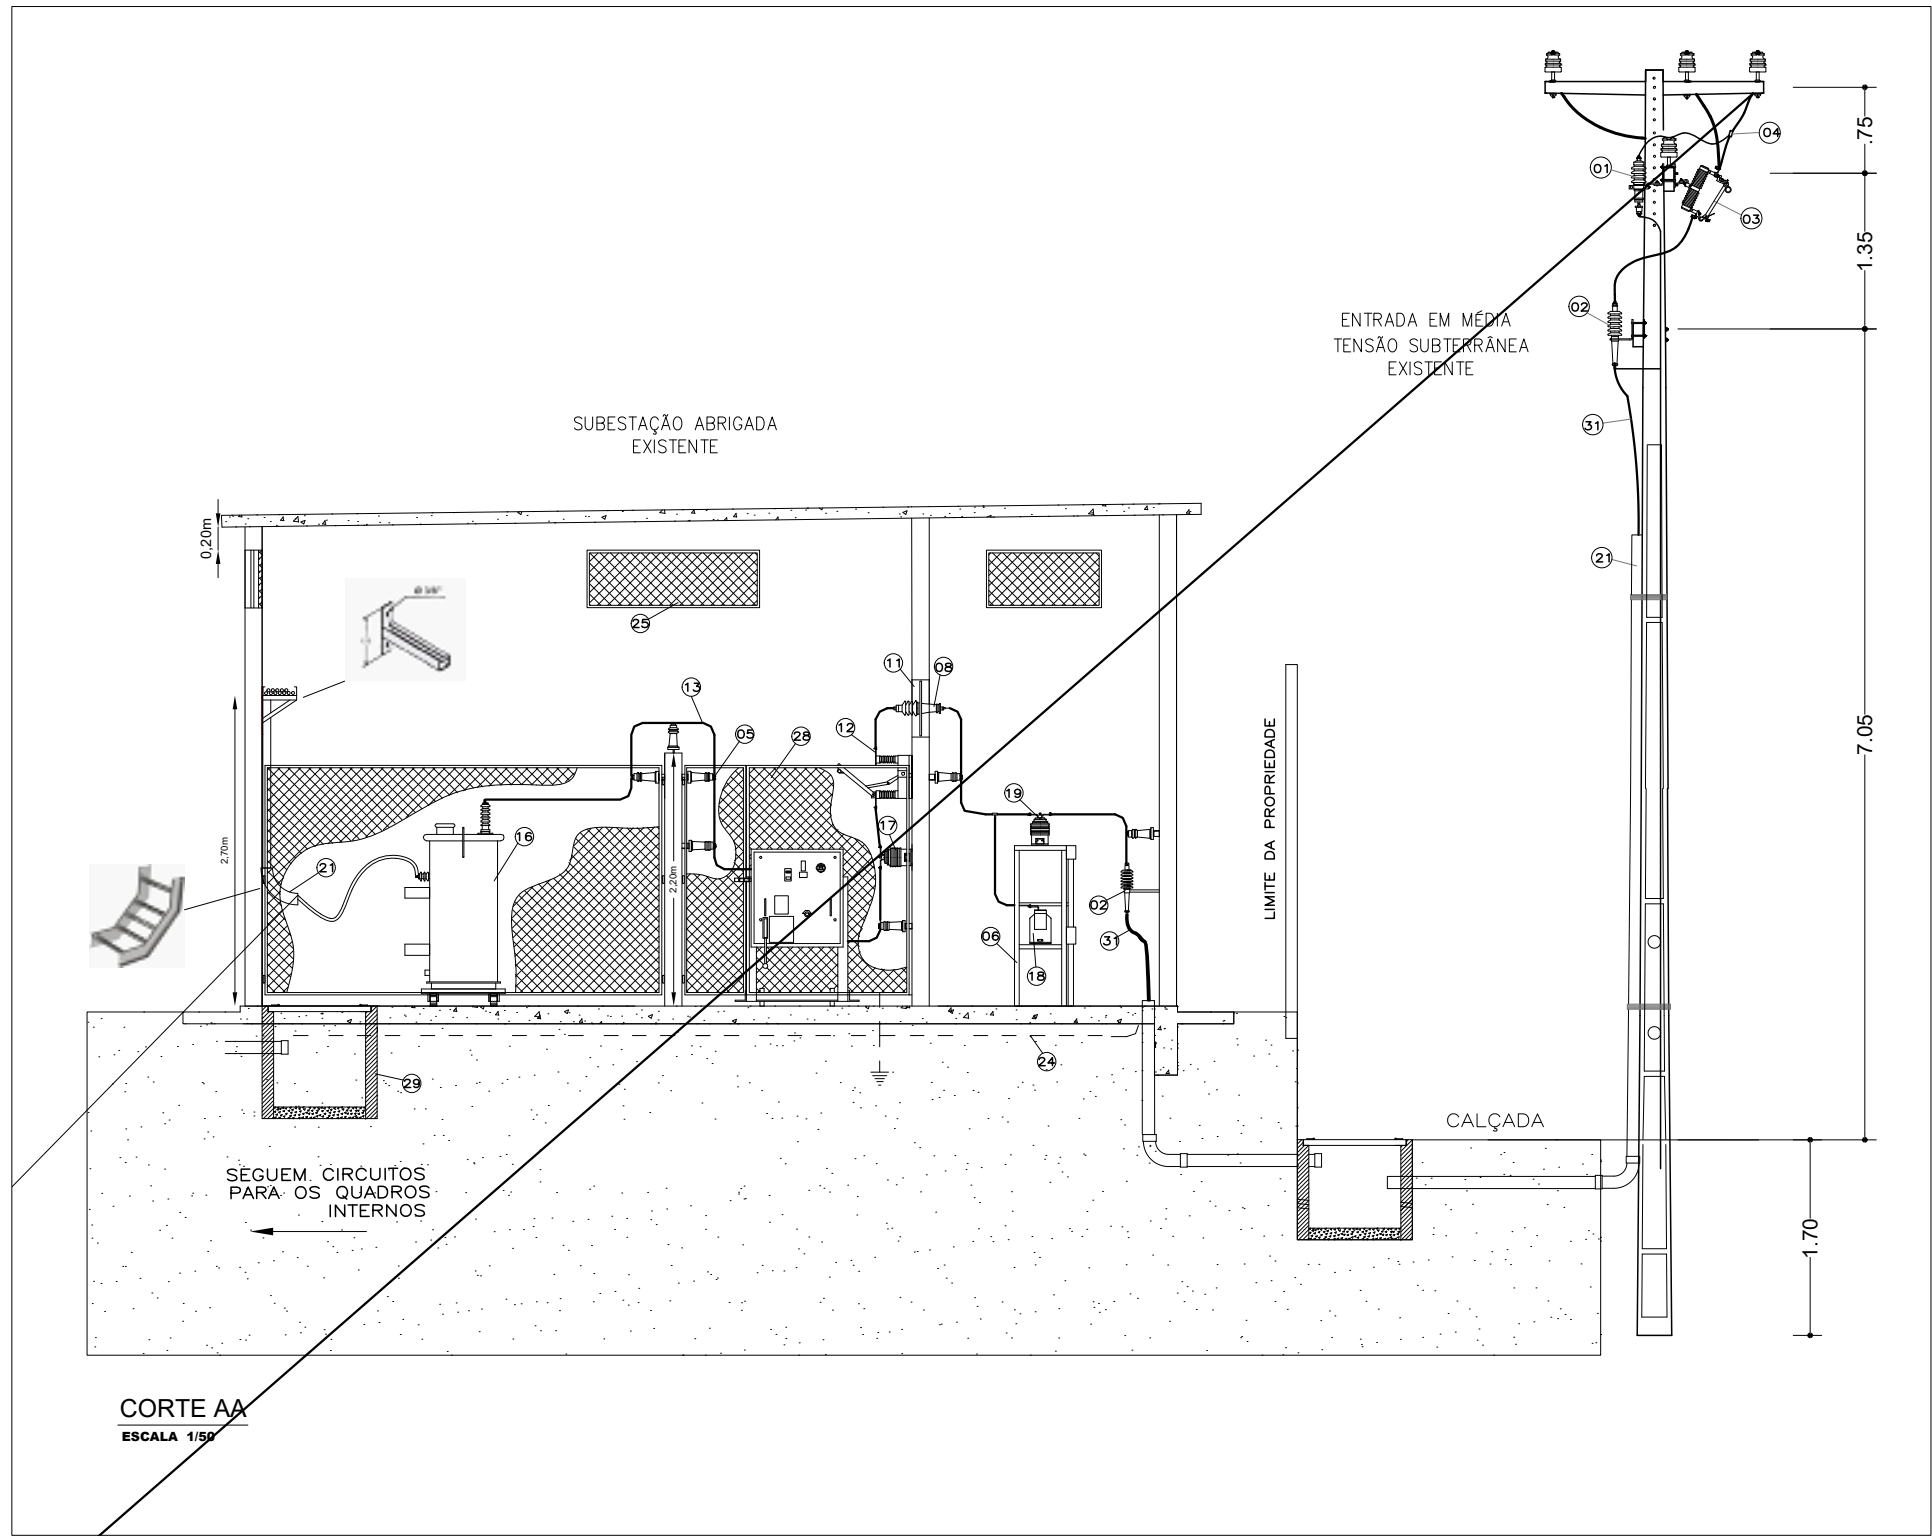 .75
04
01
03
1.35
02
ENTRADA EM MÉDIA
TENSÃO SUBTERRÂNEA
EXISTENTE
SUBESTAÇÃO ABRIGADA
EXISTENTE
31
0,20m
21
25
11
08
13
12
05
28
7.05
LIMITE DA PROPRIEDADE
19
17
16
2,70m
21
2,20m
02
06
31
18
24
29
CALÇADA
SEGUEM CIRCUITOS
PARA OS QUADROS
INTERNOS
1.70
CORTE AA
ESCALA 1/50